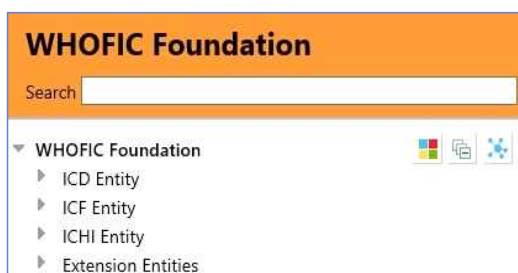 WHOFIC Foundation
Search
WHOFIC Foundation
ICD Entity
ICF Entity
ICHI Entity
Extension Entities